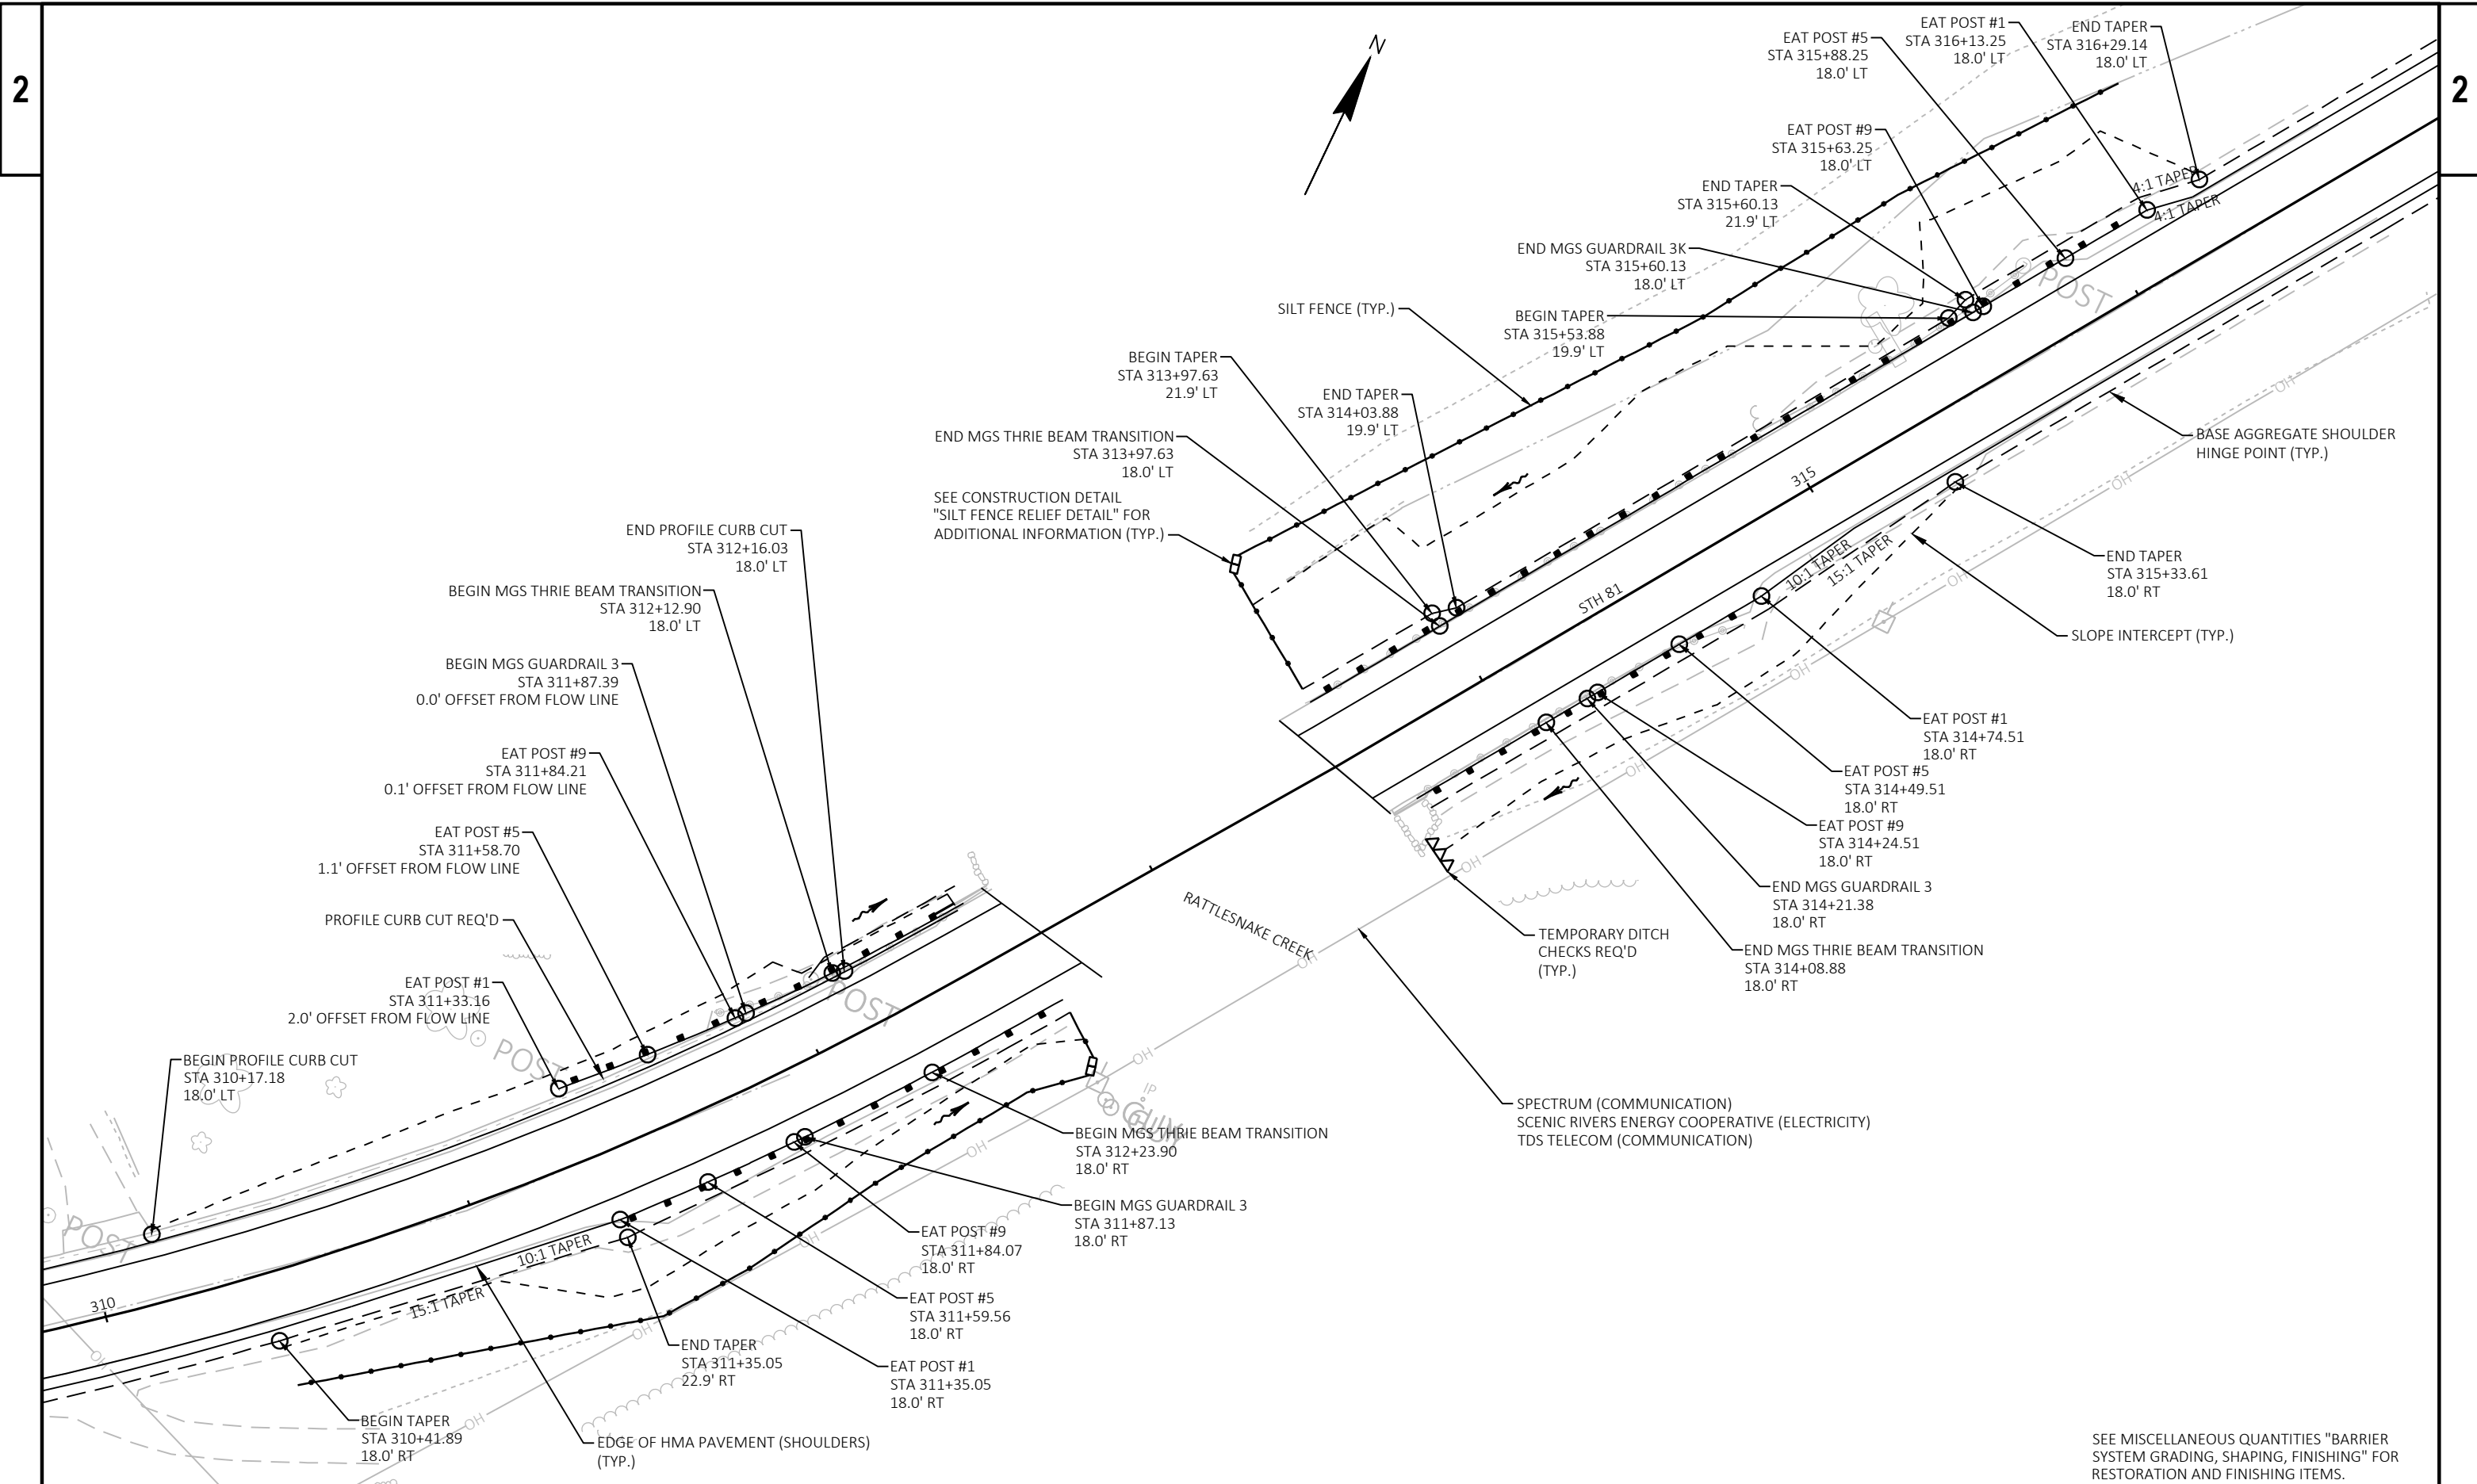 2
2
N
EAT POST #1
STA 316+13.25
18.0' LT
END TAPER
STA 316+29.14
18.0' LT
EAT POST #5
STA 315+88.25
18.0' LT
EAT POST #9
STA 315+63.25
18.0' LT
END TAPER
STA 315+60.13
21.9' LT
END MGS GUARDRAIL 3K
STA 315+60.13
18.0' LT
BEGIN TAPER
STA 315+53.88
19.9' LT
4:1 TAPER
4:1 TAPER
POST
SILT FENCE (TYP.)
BEGIN TAPER
STA 313+97.63
21.9' LT
END TAPER
STA 314+03.88
19.9' LT
END MGS THRIE BEAM TRANSITION
STA 313+97.63
18.0' LT
SEE CONSTRUCTION DETAIL
"SILT FENCE RELIEF DETAIL" FOR
ADDITIONAL INFORMATION (TYP.)
OH
BASE AGGREGATE SHOULDER
HINGE POINT (TYP.)
OH
315
STH 81
10:1 TAPER
15:1 TAPER
OH
END TAPER
STA 315+33.61
18.0' RT
SLOPE INTERCEPT (TYP.)
OH
OH
OH
END PROFILE CURB CUT
STA 312+16.03
18.0' LT
BEGIN MGS THRIE BEAM TRANSITION
STA 312+12.90
18.0' LT
BEGIN MGS GUARDRAIL 3
STA 311+87.39
0.0' OFFSET FROM FLOW LINE
EAT POST #9
STA 311+84.21
0.1' OFFSET FROM FLOW LINE
EAT POST #5
STA 311+58.70
1.1' OFFSET FROM FLOW LINE
PROFILE CURB CUT REQ'D
EAT POST #1
STA 311+33.16
2.0' OFFSET FROM FLOW LINE
BEGIN PROFILE CURB CUT
STA 310+17.18
18.0' LT
POST
POST
POST
EAT POST #1
STA 314+74.51
18.0' RT
EAT POST #5
STA 314+49.51
18.0' RT
EAT POST #9
STA 314+24.51
18.0' RT
END MGS GUARDRAIL 3
STA 314+21.38
18.0' RT
END MGS THRIE BEAM TRANSITION
STA 314+08.88
18.0' RT
TEMPORARY DITCH
CHECKS REQ'D
(TYP.)
RATTLESNAKE CREEK
OH
OH
IP
GUY
SPECTRUM (COMMUNICATION)
SCENIC RIVERS ENERGY COOPERATIVE (ELECTRICITY)
TDS TELECOM (COMMUNICATION)
BEGIN MGS THRIE BEAM TRANSITION
STA 312+23.90
18.0' RT
BEGIN MGS GUARDRAIL 3
STA 311+87.13
18.0' RT
EAT POST #9
STA 311+84.07
18.0' RT
EAT POST #5
STA 311+59.56
18.0' RT
EAT POST #1
STA 311+35.05
18.0' RT
END TAPER
STA 311+35.05
22.9' RT
OH
OH
OH
OH
OH
310
10:1 TAPER
15:1 TAPER
BEGIN TAPER
STA 310+41.89
18.0' RT
EDGE OF HMA PAVEMENT (SHOULDERS)
(TYP.)
SEE MISCELLANEOUS QUANTITIES "BARRIER
SYSTEM GRADING, SHAPING, FINISHING" FOR
RESTORATION AND FINISHING ITEMS.